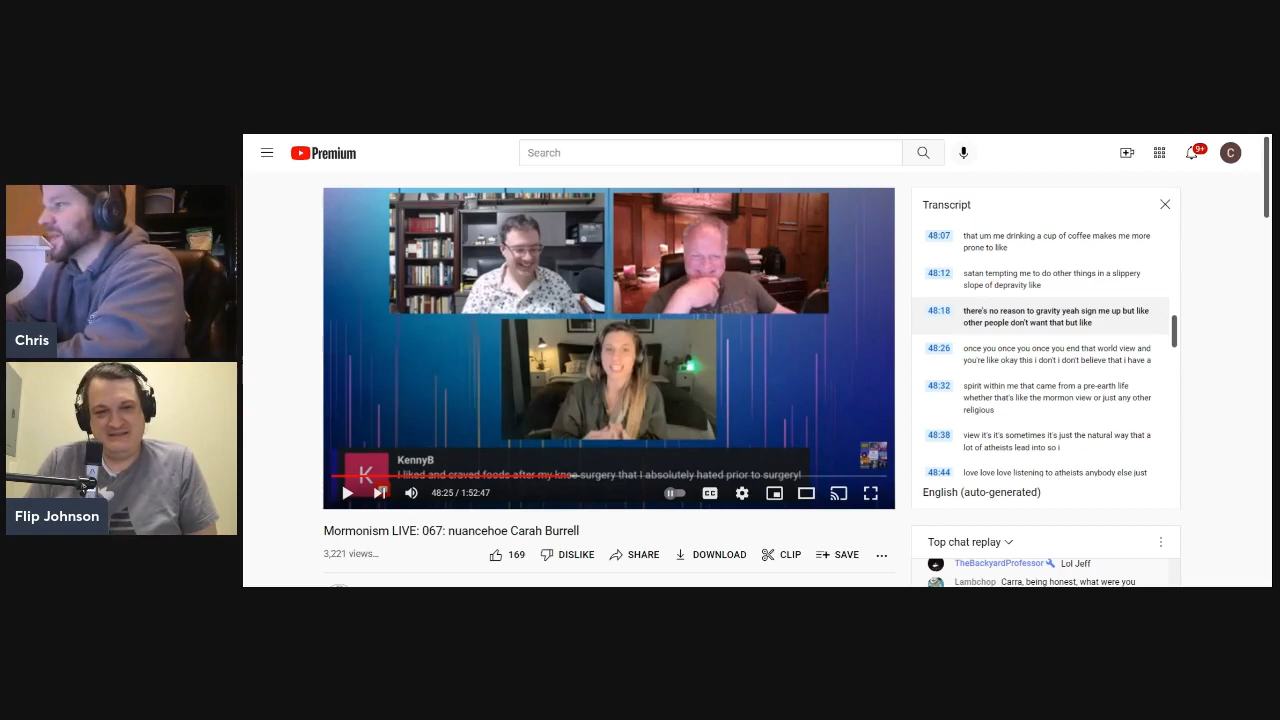 Premium
Search
9+
C
Chris
Flip Johnson
KennyB
K
I liked and craved foods after my knee surgery that I absolutely hated prior to surgery!
48:25 / 1:52:47
Transcript
48:07
that um me drinking a cup of coffee makes me more
prone to like
48:12
satan tempting me to do other things in a slippery
slope of depravity like
48:18
there's no reason to gravity yeah sign me up but like
other people don't want that but like
48:26
once you once you once you end that world view and
you're like okay this i don't i don't believe that i have a
48:32
spirit within me that came from a pre-earth life
whether that's like the mormon view or just any other
religious
48:38
view it's it's sometimes it's just the natural way that a
lot of atheists lead into so i
48:44
love love love listening to atheists anybody else just
English (auto-generated)
Mormonism LIVE: 067: nuancehoe Carah Burrell
3,221 views...
169
DISLIKE
SHARE
DOWNLOAD
CLIP
SAVE
Top chat replay
TheBackyardProfessor Lol Jeff
Lambchop Carra, being honest, what were you